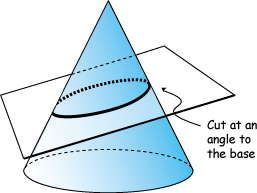 Cut at an
angle to
the base